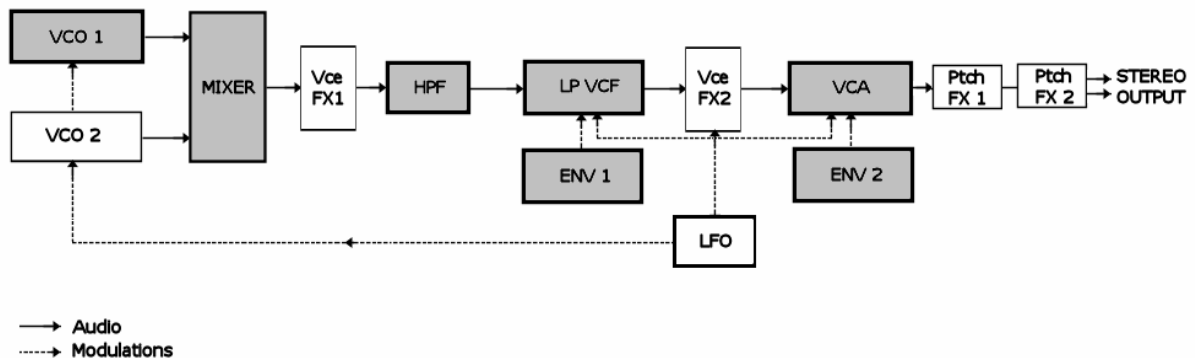 VCO 1
VCO 2
MIXER
Vce
FX1
HPF
LP VCF
Vce
FX2
VCA
Ptch
FX 1
Ptch
FX 2
STEREO
OUTPUT
ENV 1
ENV 2
LFO
Audio
Modulations